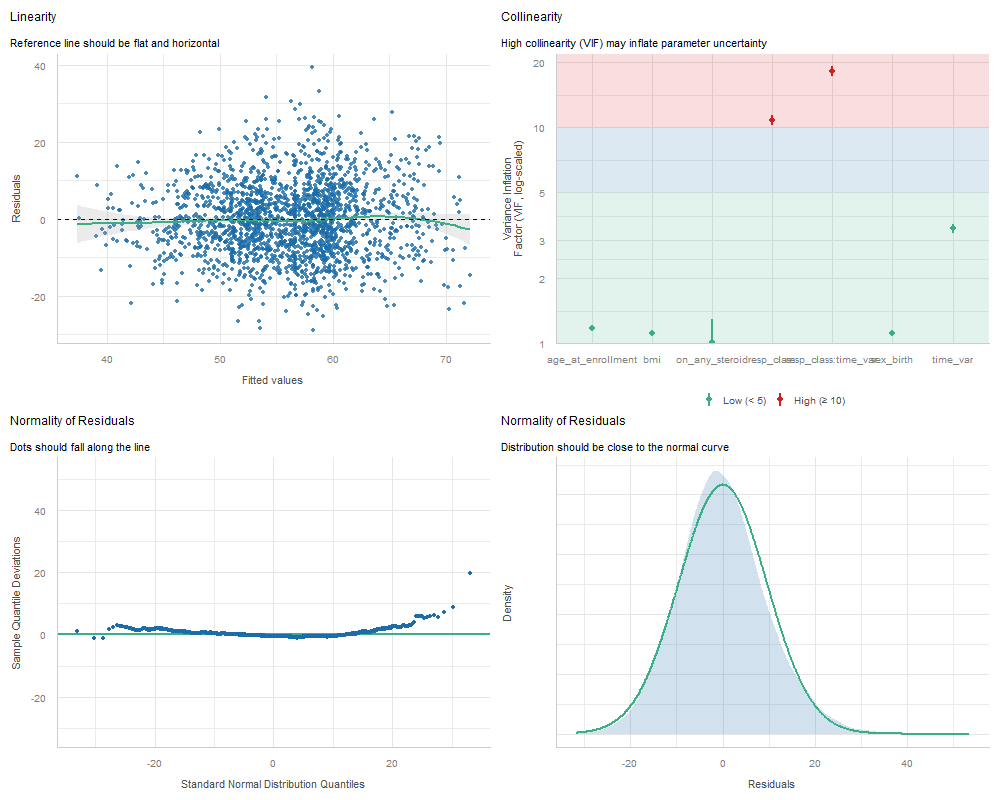 Linearity
Reference line should be flat and horizontal
40
20
0
-20
Residuals
40
50
60
70
Fitted values
Collinearity
High collinearity (VIF) may inflate parameter uncertainty
20
10
5
3
2
1
Variance Inflation
Factor (VIF, log-scaled)
age_at_enrollment
bmi
on_any_steroid
resp_class
resp_class:time_var
sex_birth
time_var
Low (< 5)
High (≥ 10)
Normality of Residuals
Dots should fall along the line
40
20
0
-20
Sample Quantile Deviations
-20
0
20
Standard Normal Distribution Quantiles
Normality of Residuals
Distribution should be close to the normal curve
Density
-20
0
20
40
Residuals